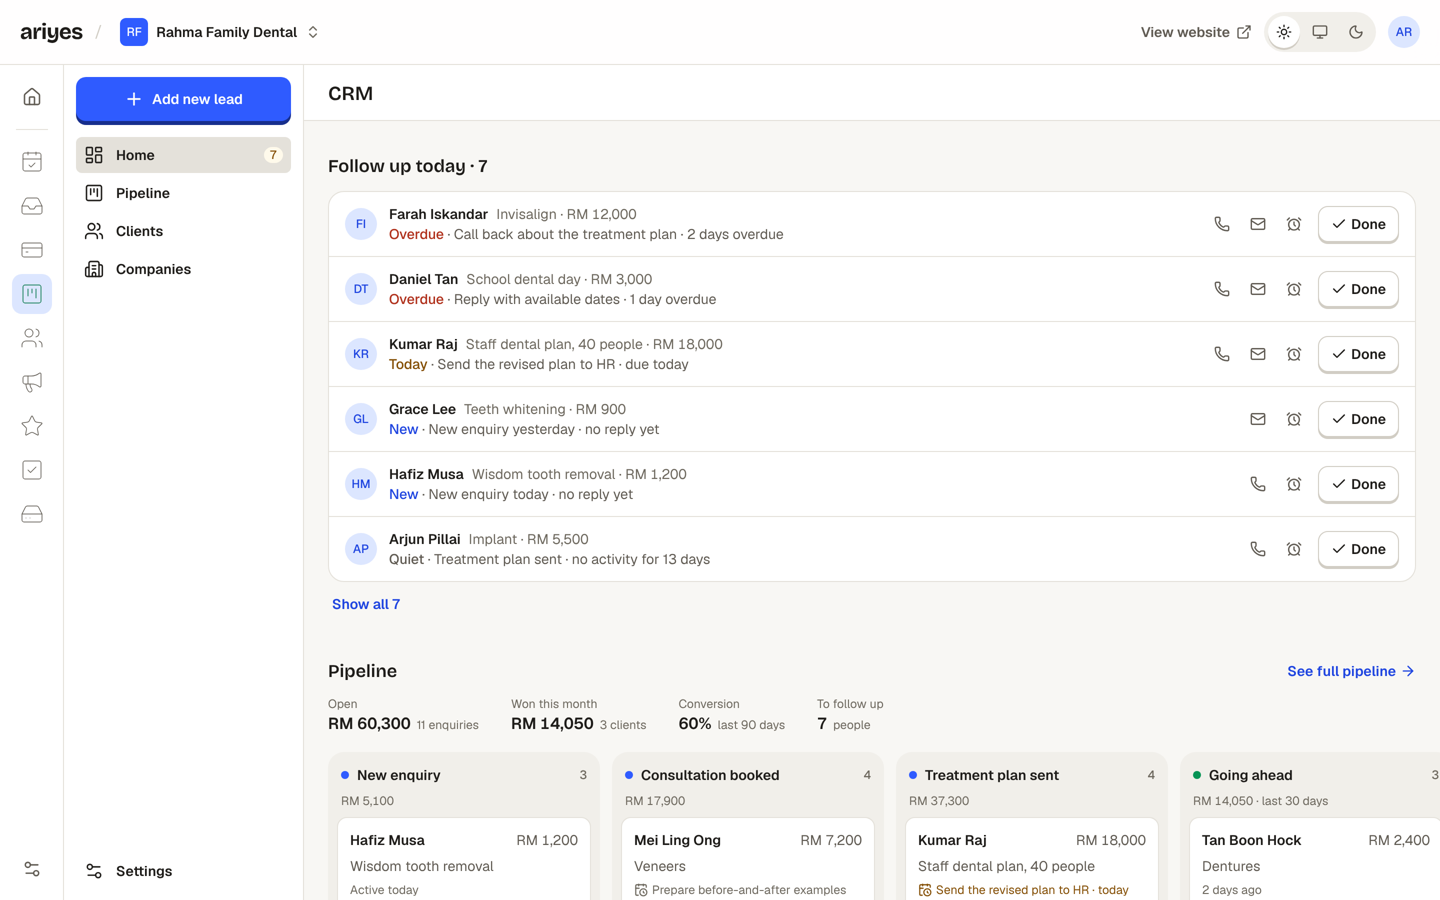 ariyes / RF Rahma Family Dental
View website
AR
Add new lead
Home 7
Pipeline
Clients
Companies
Settings
CRM
Follow up today · 7
FI
Farah Iskandar Invisalign · RM 12,000
Overdue · Call back about the treatment plan · 2 days overdue
Done
DT
Daniel Tan School dental day · RM 3,000
Overdue · Reply with available dates · 1 day overdue
Done
KR
Kumar Raj Staff dental plan, 40 people · RM 18,000
Today · Send the revised plan to HR · due today
Done
GL
Grace Lee Teeth whitening · RM 900
New · New enquiry yesterday · no reply yet
Done
HM
Hafiz Musa Wisdom tooth removal · RM 1,200
New · New enquiry today · no reply yet
Done
AP
Arjun Pillai Implant · RM 5,500
Quiet · Treatment plan sent · no activity for 13 days
Done
Show all 7
Pipeline
See full pipeline
Open
RM 60,300 11 enquiries
Won this month
RM 14,050 3 clients
Conversion
60% last 90 days
To follow up
7 people
New enquiry 3
RM 5,100
Hafiz Musa RM 1,200
Wisdom tooth removal
Active today
Consultation booked 4
RM 17,900
Mei Ling Ong RM 7,200
Veneers
Prepare before-and-after examples
Treatment plan sent 4
RM 37,300
Kumar Raj RM 18,000
Staff dental plan, 40 people
Send the revised plan to HR · today
Going ahead 3
RM 14,050 · last 30 days
Tan Boon Hock RM 2,400
Dentures
2 days ago